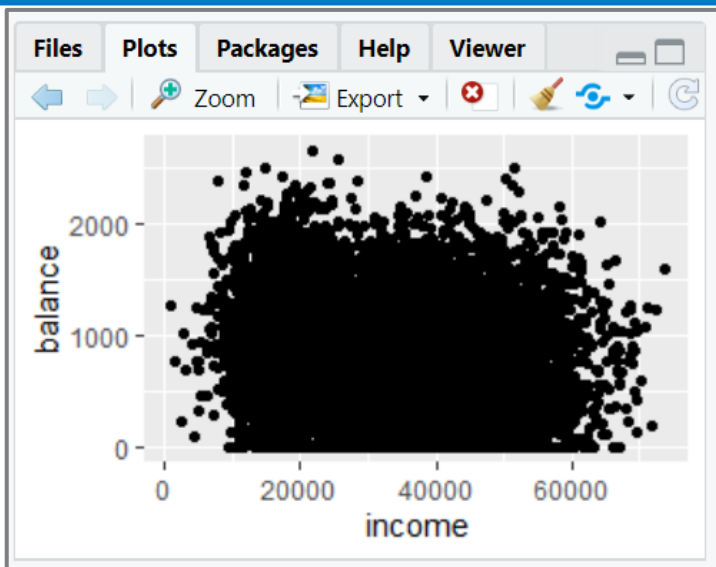 Files Plots Packages Help Viewer
Zoom Export
balance
2000
1000
0
0 20000 40000 60000
income